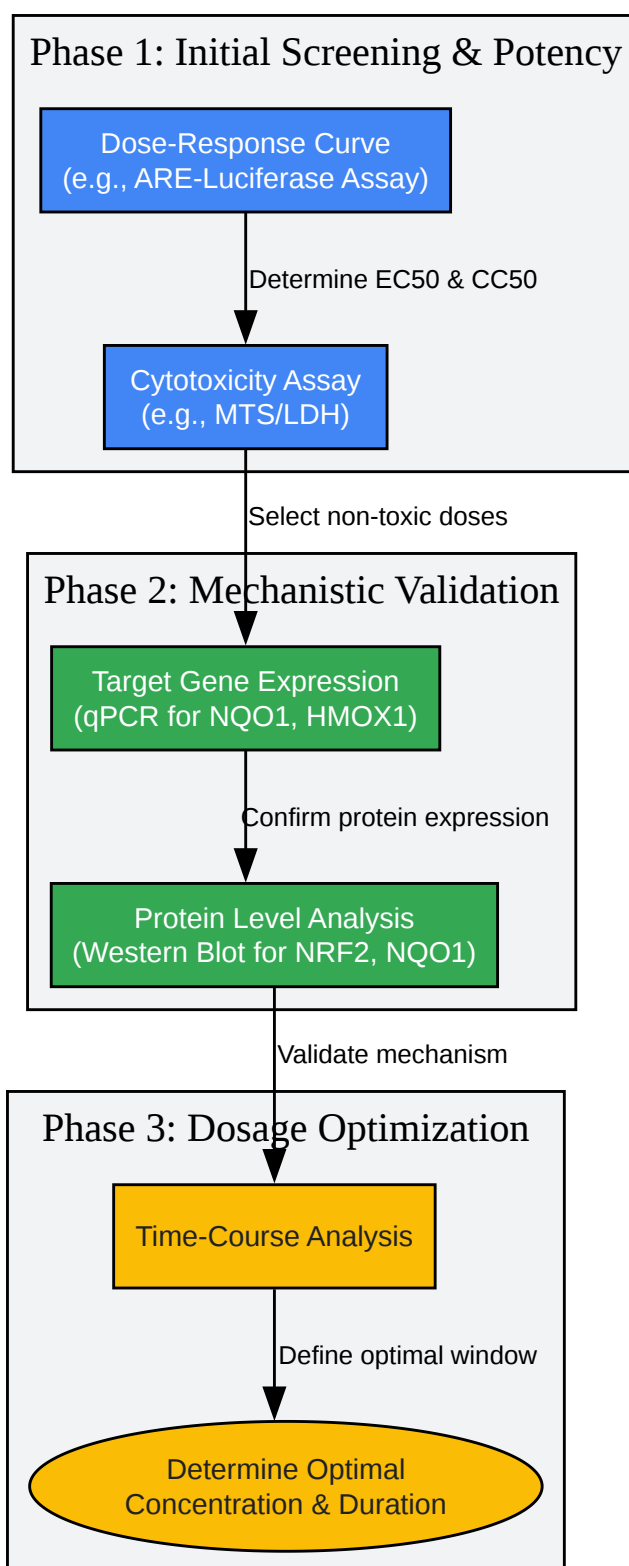 Phase 1: Initial Screening & Potency
Dose-Response Curve
(e.g., ARE-Luciferase Assay)
Determine EC50 & CC50
Cytotoxicity Assay
(e.g., MTS/LDH)
Select non-toxic doses
Phase 2: Mechanistic Validation
Target Gene Expression
(qPCR for NQO1, HMOX1)
Confirm protein expression
Protein Level Analysis
(Western Blot for NRF2, NQO1)
Validate mechanism
Phase 3: Dosage Optimization
Time-Course Analysis
Define optimal window
Determine Optimal
Concentration & Duration